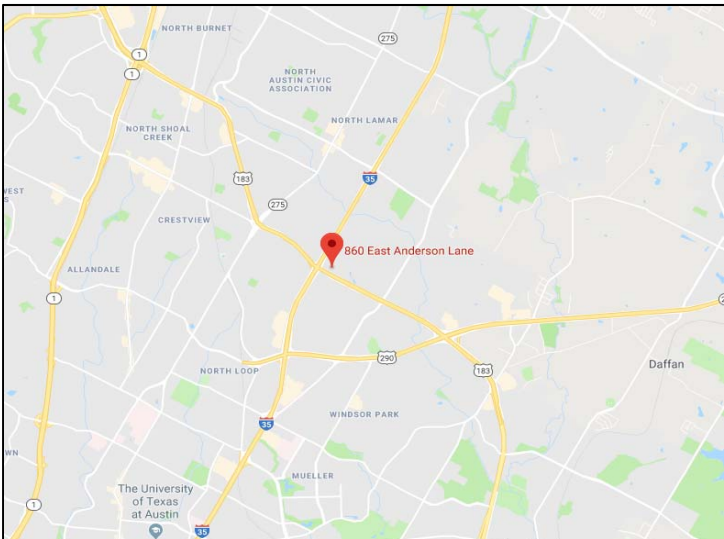 NORTH BURNET
1
275
1
NORTH
AUSTIN CIVIC
ASSOCIATION
NORTH LAMAR
NORTH SHOAL
CREEK
183
35
WEST
275
CRESTVIEW
860 East Anderson Lane
ALLANDALE
1
290
Daffan
NORTH LOOP
183
WINDSOR PARK
35
MUELLER
The University
of Texas
at Austin
1
35